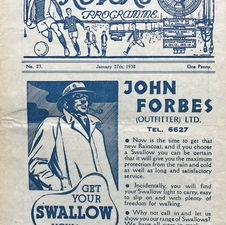 ROVERS
PROGRAMME.
No. 23. January 27th, 1938 One Penny.
JOHN
FORBES
(OUTFITTER) LTD.
TEL. 6627
• Now is the time to get that
new Raincoat, and if you choose
a Swallow you can be certain
that it will give you the maximum
protection from the rain and cold
as well as long and satisfactory
service.
• Incidentally, you will find
your Swallow light to carry, easy
to slip on and with plenty of
freedom for walking.
• Why not call in and let us
show you our range of Swallows?
GET
YOUR
SWALLOW
NOW